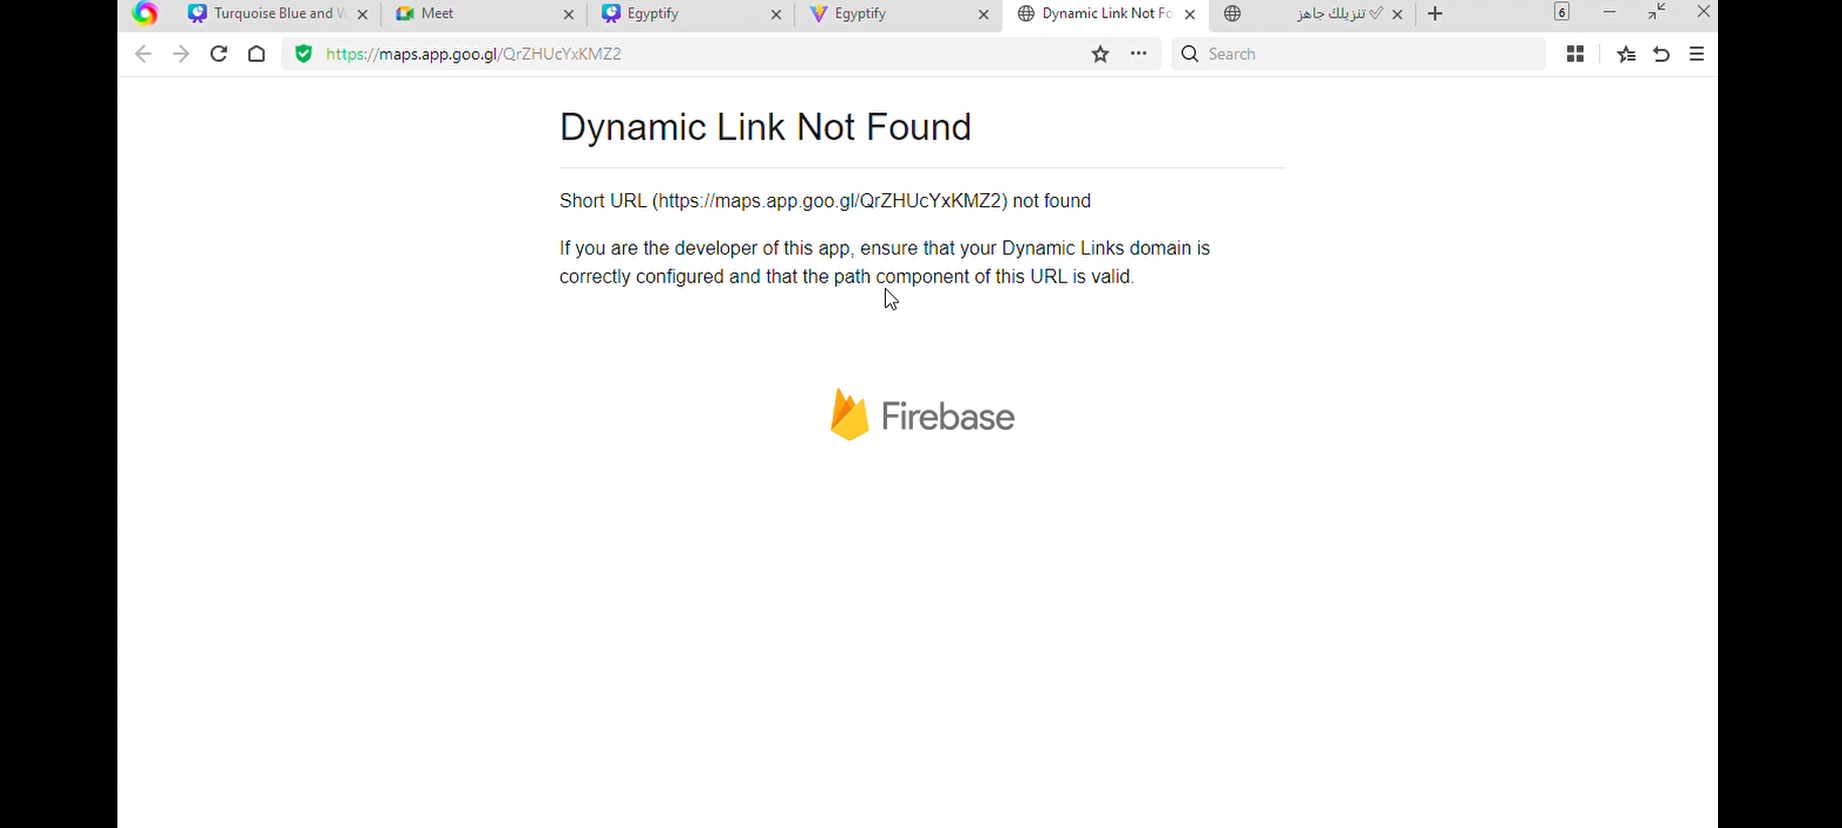 Turquoise Blue and W
Meet
Egyptify
Egyptify
Dynamic Link Not Fo
تنزيلك جاهز
6
https://maps.app.goo.gl/QrZHUcYxKMZ2
Search
Dynamic Link Not Found
Short URL (https://maps.app.goo.gl/QrZHUcYxKMZ2) not found
If you are the developer of this app, ensure that your Dynamic Links domain is
correctly configured and that the path component of this URL is valid.
Firebase